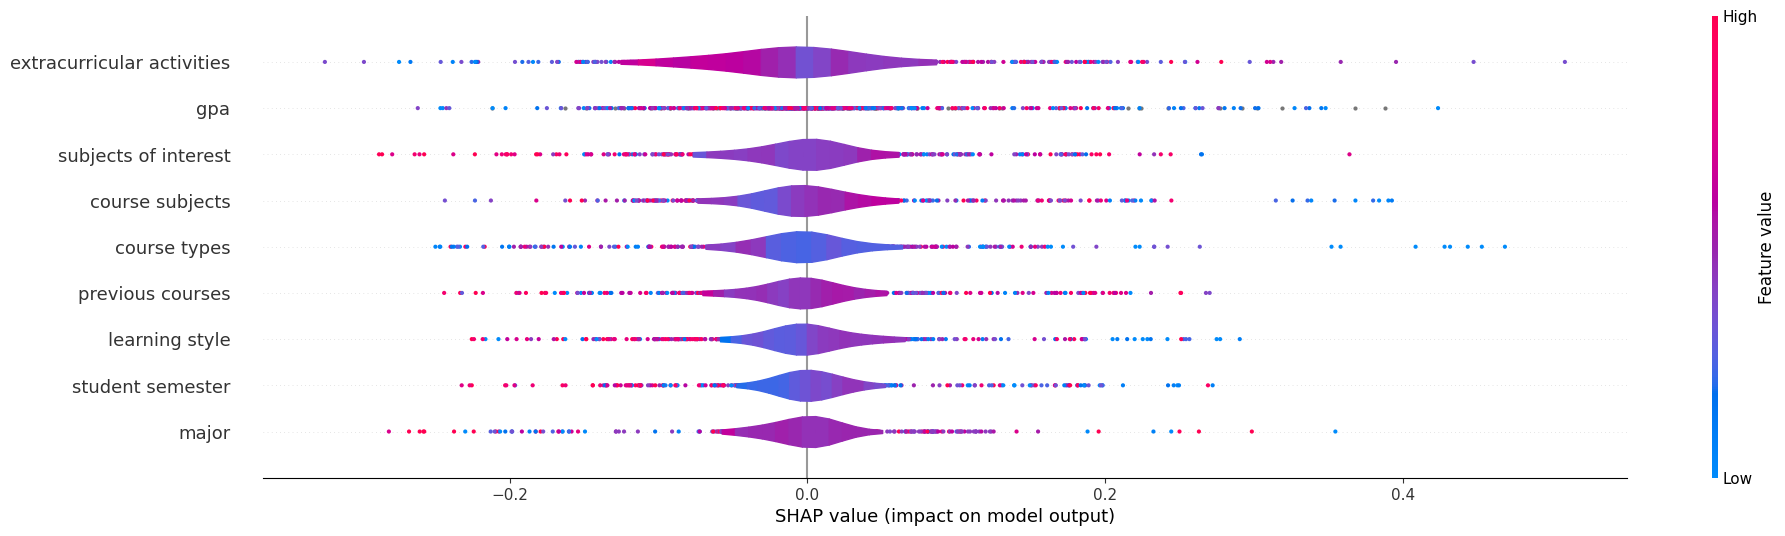 High
extracurricular activities
gpa
subjects of interest
course subjects
course types
previous courses
learning style
student semester
major
Feature value
Low
−0.2 0.0 0.2 0.4
SHAP value (impact on model output)